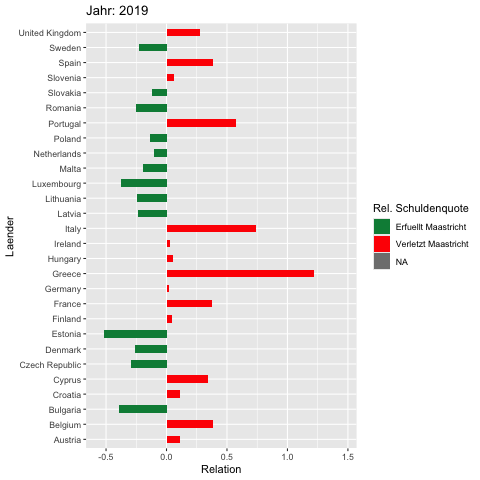 Jahr: 2019
United Kingdom
Sweden
Spain
Slovenia
Slovakia
Romania
Portugal
Poland
Netherlands
Malta
Luxembourg
Lithuania
Latvia
Italy
Ireland
Hungary
Greece
Germany
France
Finland
Estonia
Denmark
Czech Republic
Cyprus
Croatia
Bulgaria
Belgium
Austria
Laender
-0.5 0.0 0.5 1.0 1.5
Relation
Rel. Schuldenquote
Erfuellt Maastricht
Verletzt Maastricht
NA